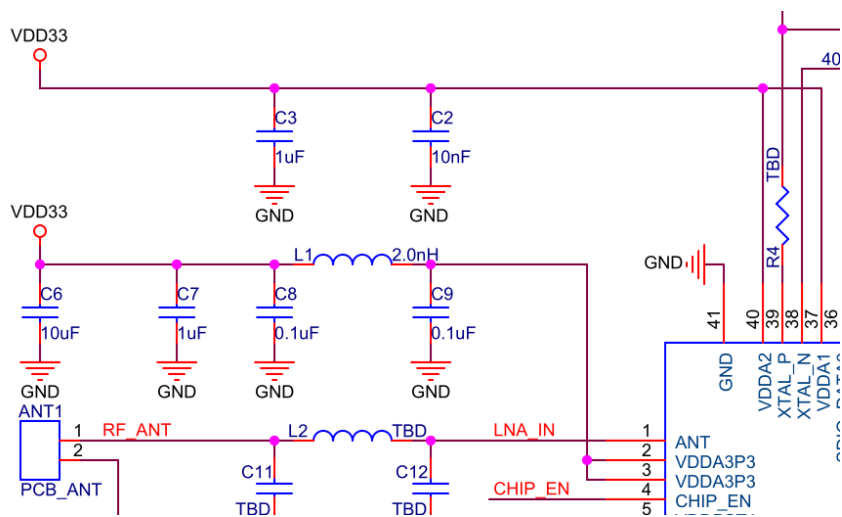 VDD33
40
C3
1uF
C2
10nF
GND
GND
TBD
R4
VDD33
L1
2.0nH
GND
C6
10uF
C7
1uF
C8
0.1uF
C9
0.1uF
GND
GND
GND
GND
41
40
39
38
37
36
GND
VDDA2
XTAL_P
XTAL_N
VDDA1
ANT1
1
RF_ANT
L2
TBD
LNA_IN
1
ANT
2
2
VDDA3P3
PCB_ANT
C11
TBD
C12
TBD
3
VDDA3P3
CHIP_EN
4
CHIP_EN
5